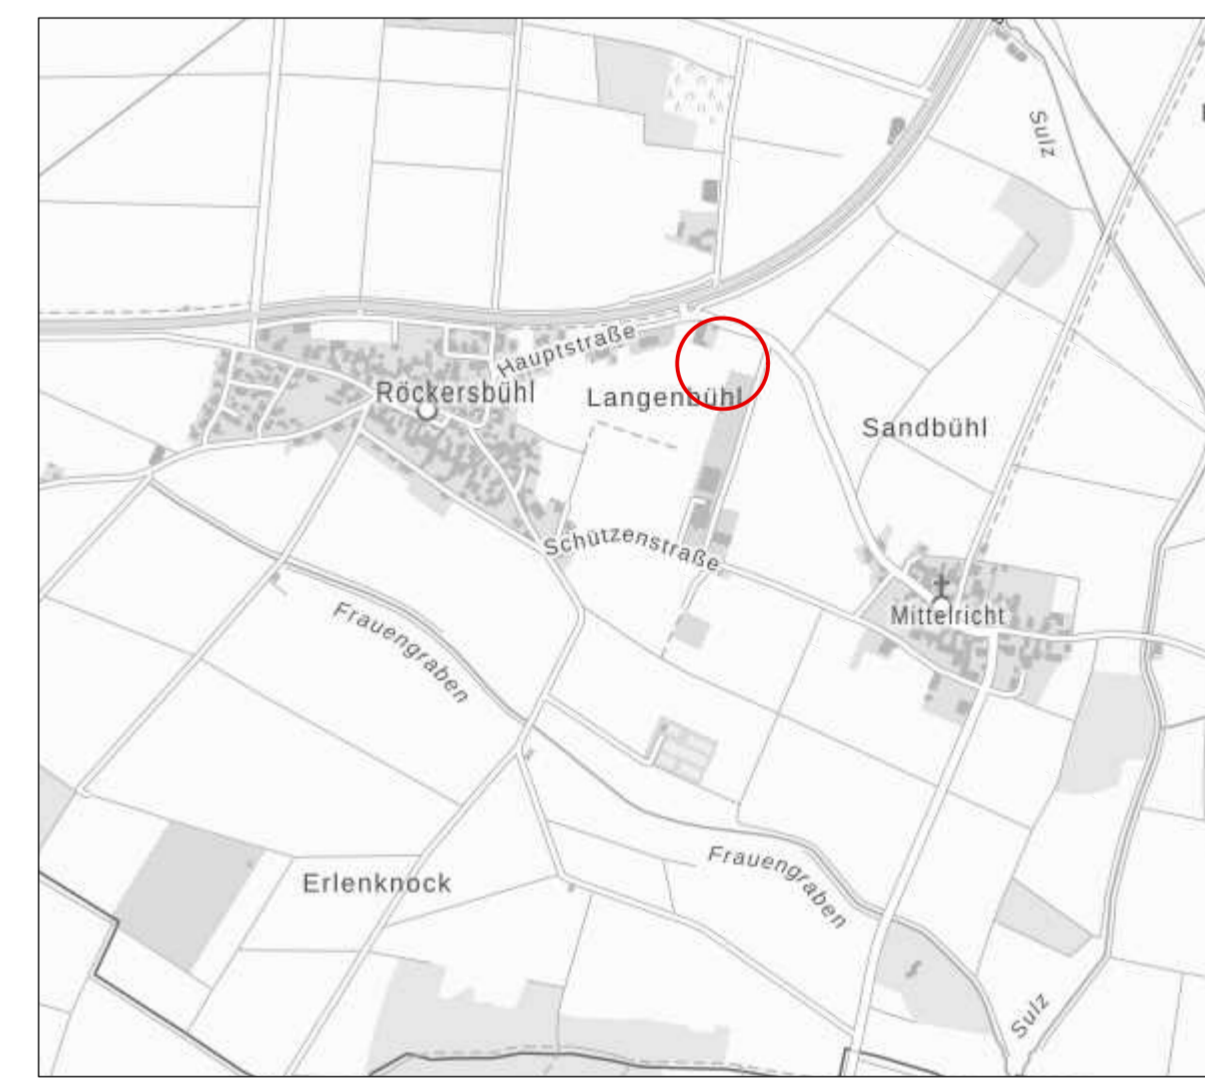 Sulz
Hauptstraße
Röckersbühl
Langenbühl
Sandbühl
Schützenstraße
Mittelricht
Frauengraben
Frauengraben
Erlenknock
Sulz